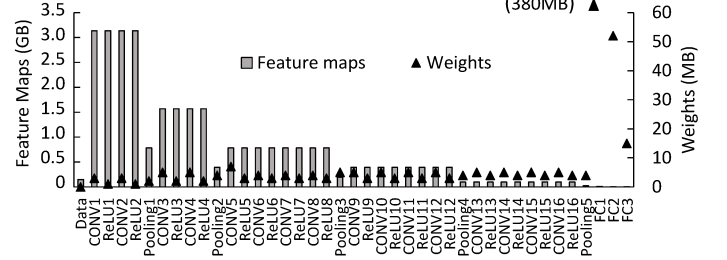 (380MB)
3.5
3.0
2.5
2.0
1.5
1.0
0.5
0
Feature Maps (GB)
Feature maps
Weights
60
50
40
30
20
10
0
Weights (MB)
Data
CONV1
ReLU1
CONV2
ReLU2
Pooling1
CONV3
ReLU3
CONV4
ReLU4
Pooling2
CONV5
ReLU5
CONV6
ReLU6
CONV7
ReLU7
CONV8
ReLU8
Pooling3
CONV9
ReLU9
CONV10
ReLU10
CONV11
ReLU11
CONV12
ReLU12
Pooling4
CONV13
ReLU13
CONV14
ReLU14
CONV15
ReLU15
CONV16
ReLU16
Pooling5
FC1
FC2
FC3